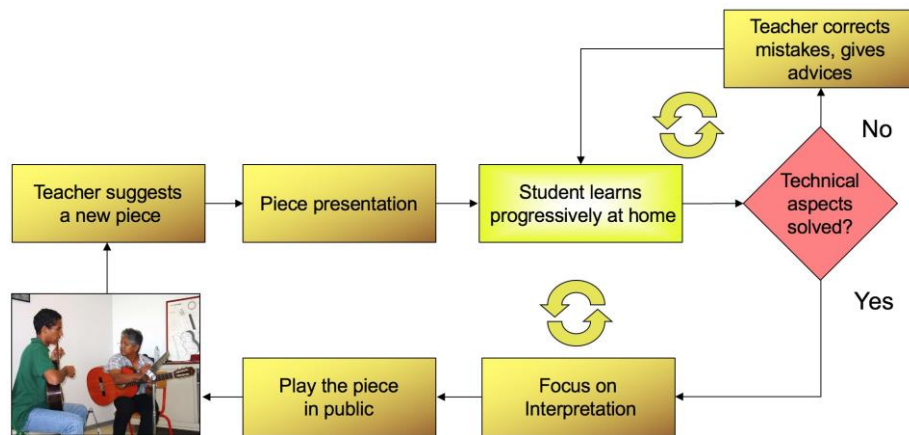 Teacher corrects
mistakes, gives
advices
No
Teacher suggests
a new piece
Piece presentation
Student learns
progressively at home
Technical
aspects
solved?
Yes
Play the piece
in public
Focus on
Interpretation